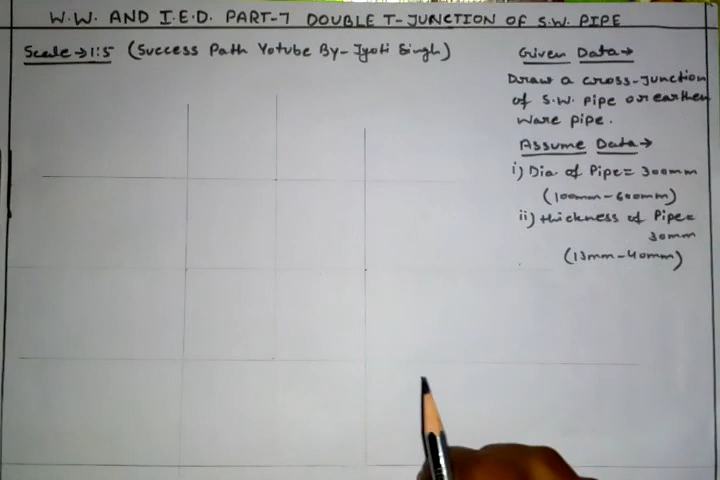 W.W. AND I.E.D. PART-7 DOUBLE T-JUNCTION OF S.W. PIPE
Scale→1:5 (Success Path Yotube By-Jyoti Singh)
Given Data→
Draw a cross-junction
of S.W. pipe or earthen
ware pipe.
Assume Data→
i) Dia. of Pipe= 300mm
(100mm-600mm)
ii) thickness of Pipe=
30mm
(13mm-40mm)